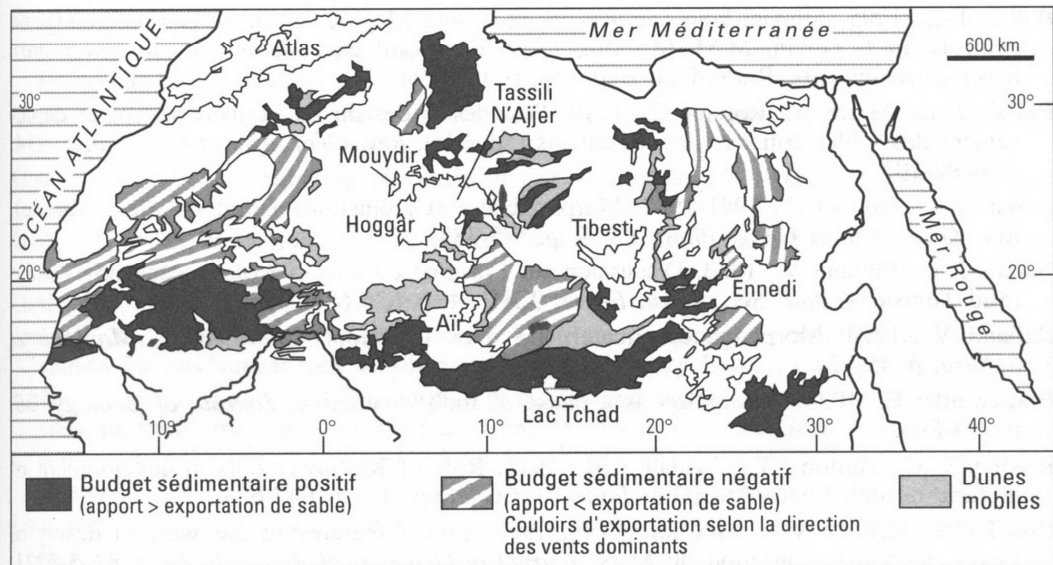 Mer Méditerranée
600 km
OCÉAN ATLANTIQUE
Atlas
30°
30°
Tassili
N'Ajjer
Mouydir
Hoggar
Tibesti
Mer Rouge
20°
20°
Ennedi
Aïr
Lac Tchad
10°
0°
10°
20°
30°
40°
Budget sédimentaire positif
(apport > exportation de sable)
Budget sédimentaire négatif
(apport < exportation de sable)
Couloirs d'exportation selon la direction
des vents dominants
Dunes
mobiles